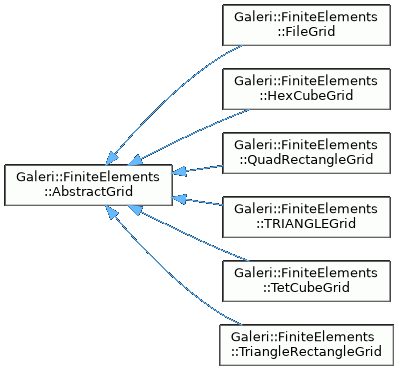 Galeri::FiniteElements
::FileGrid
Galeri::FiniteElements
::HexCubeGrid
Galeri::FiniteElements
::QuadRectangleGrid
Galeri::FiniteElements
::AbstractGrid
Galeri::FiniteElements
::TRIANGLEGrid
Galeri::FiniteElements
::TetCubeGrid
Galeri::FiniteElements
::TriangleRectangleGrid